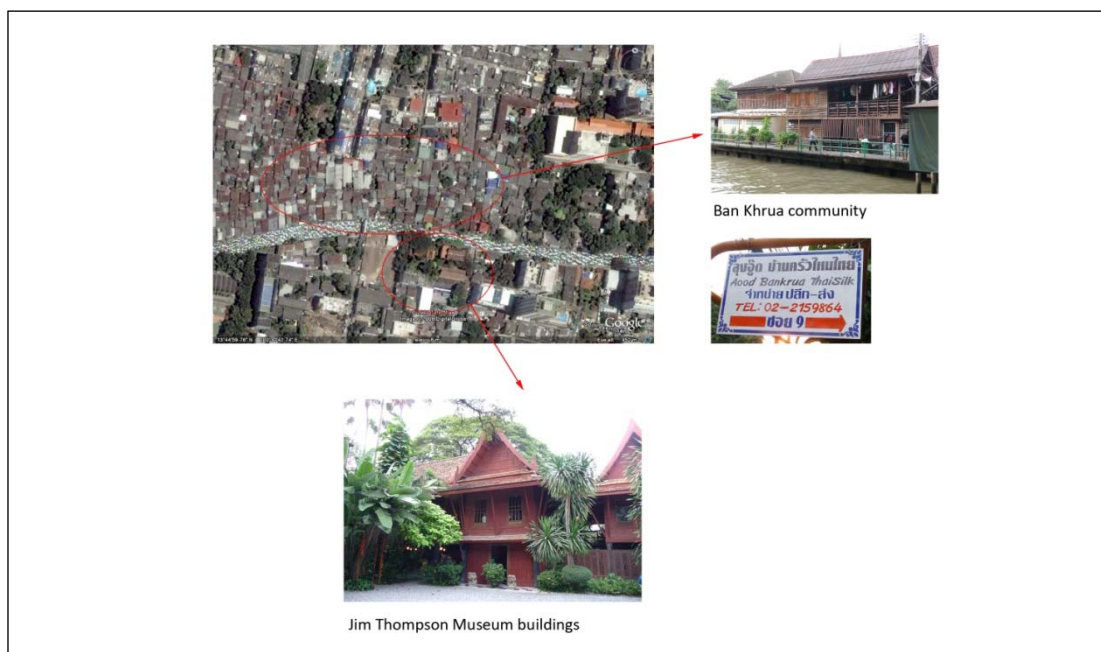 Ban Khrua community
ลุงอู๊ด บ้านครัวไหมไทย
Aood Bankrua ThaiSilk
จำหน่าย ปลีก-ส่ง
TEL: 02-2159864
ซอย 9
Google
Jim Thompson Museum buildings